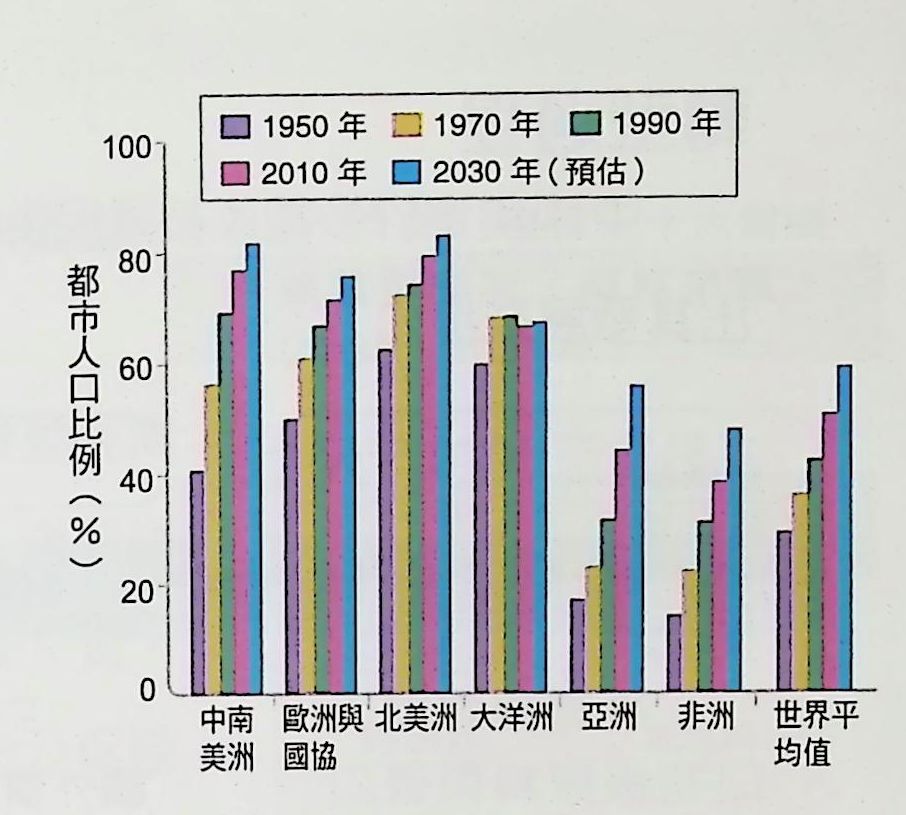 1950 年 1970 年 1990 年
2010 年 2030 年(預估)
100
80
60
40
20
0
都市人口比例(%)
中南美洲
歐洲與國協
北美洲
大洋洲
亞洲
非洲
世界平均值